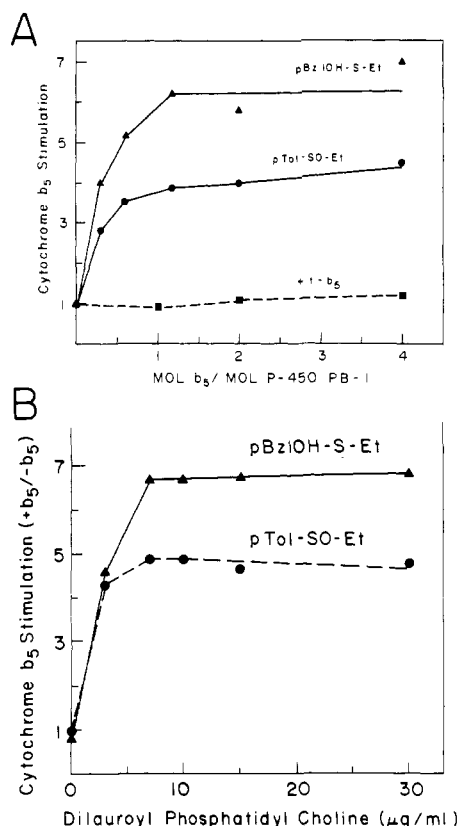 A
Cytochrome b5 Stimulation
7
5
3
1
pBzlOH-S-Et
pTol-SO-Et
+ t-b5
0
1
2
3
4
MOL b5/ MOL P-450 PB-1
B
Cytochrome b5 Stimulation (+b5/-b5)
7
5
3
1
pBzlOH-S-Et
pTol-SO-Et
0
10
20
30
Dilauroyl Phosphatidyl Choline (μg/ml)